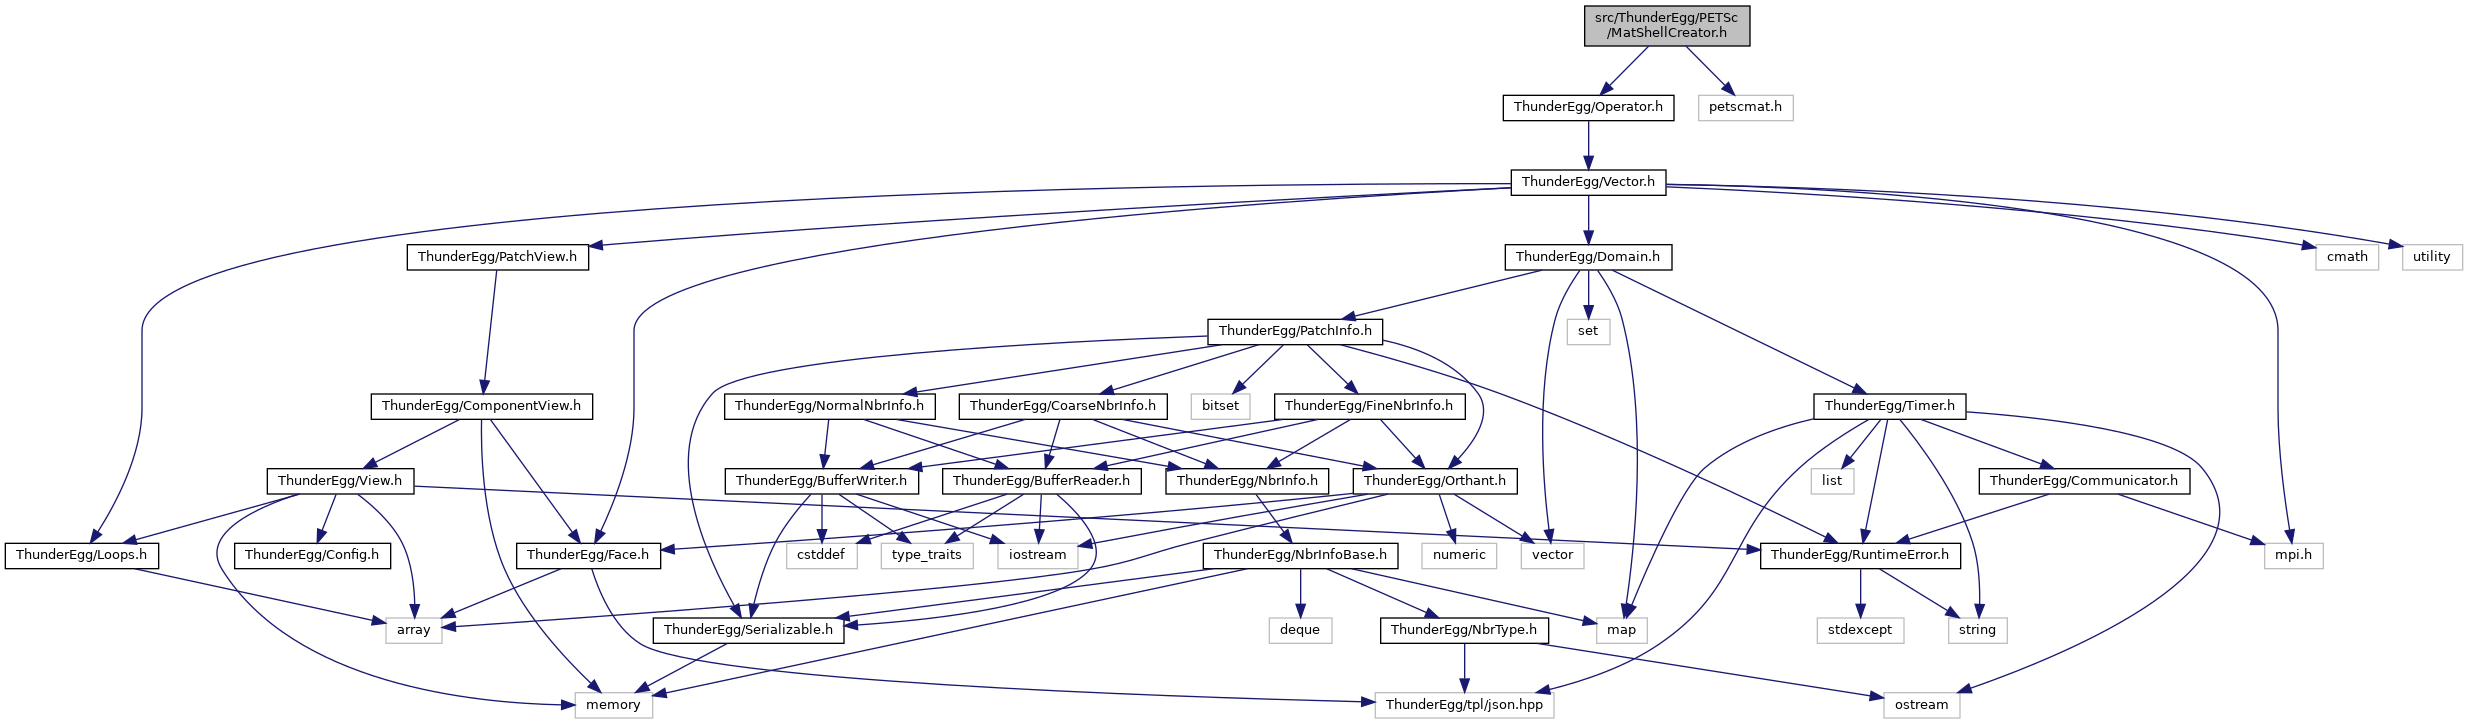 src/ThunderEgg/PETSc
/MatShellCreator.h
ThunderEgg/Operator.h
petscmat.h
ThunderEgg/Vector.h
ThunderEgg/PatchView.h
ThunderEgg/Domain.h
cmath
utility
ThunderEgg/PatchInfo.h
set
ThunderEgg/ComponentView.h
ThunderEgg/NormalNbrInfo.h
ThunderEgg/CoarseNbrInfo.h
bitset
ThunderEgg/FineNbrInfo.h
ThunderEgg/Timer.h
ThunderEgg/View.h
ThunderEgg/BufferWriter.h
ThunderEgg/BufferReader.h
ThunderEgg/NbrInfo.h
ThunderEgg/Orthant.h
list
ThunderEgg/Communicator.h
ThunderEgg/Loops.h
ThunderEgg/Config.h
ThunderEgg/Face.h
cstddef
type_traits
iostream
ThunderEgg/NbrInfoBase.h
numeric
vector
ThunderEgg/RuntimeError.h
mpi.h
array
ThunderEgg/Serializable.h
deque
ThunderEgg/NbrType.h
map
stdexcept
string
memory
ThunderEgg/tpl/json.hpp
ostream